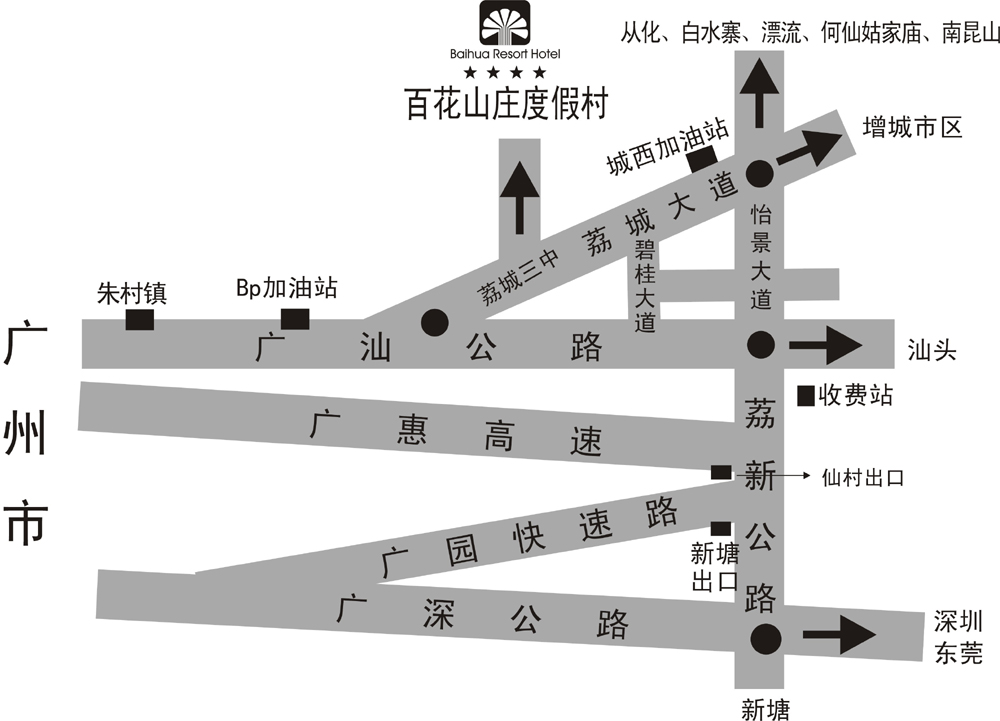 Baihua Resort Hotel
★ ★ ★ ★
百花山庄度假村
从化、白水寨、漂流、何仙姑家庙、南昆山
增城市区
城西加油站
荔城大道
荔城三中
怡景大道
碧桂大道
朱村镇
Bp加油站
广汕公路
汕头
广州市
收费站
广惠高速
荔新公路
仙村出口
广园快速路
新塘
出口
广深公路
深圳
东莞
新塘